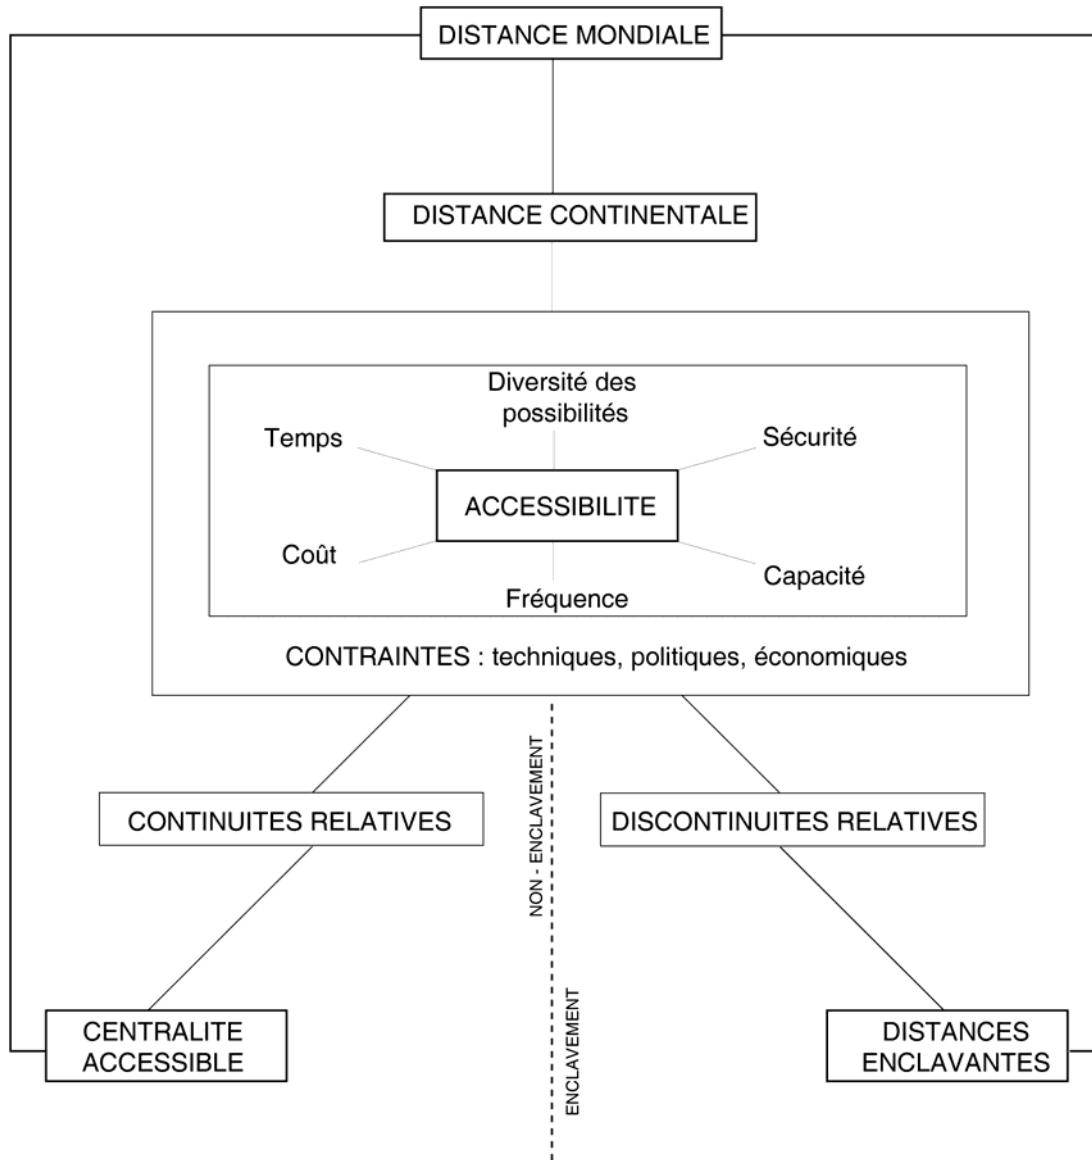 DISTANCE MONDIALE
DISTANCE CONTINENTALE
Diversité des
possibilités
Temps
Sécurité
ACCESSIBILITE
Coût
Capacité
Fréquence
CONTRAINTES : techniques, politiques, économiques
NON - ENCLAVEMENT
CONTINUITES RELATIVES
DISCONTINUITES RELATIVES
ENCLAVEMENT
CENTRALITE
ACCESSIBLE
DISTANCES
ENCLAVANTES